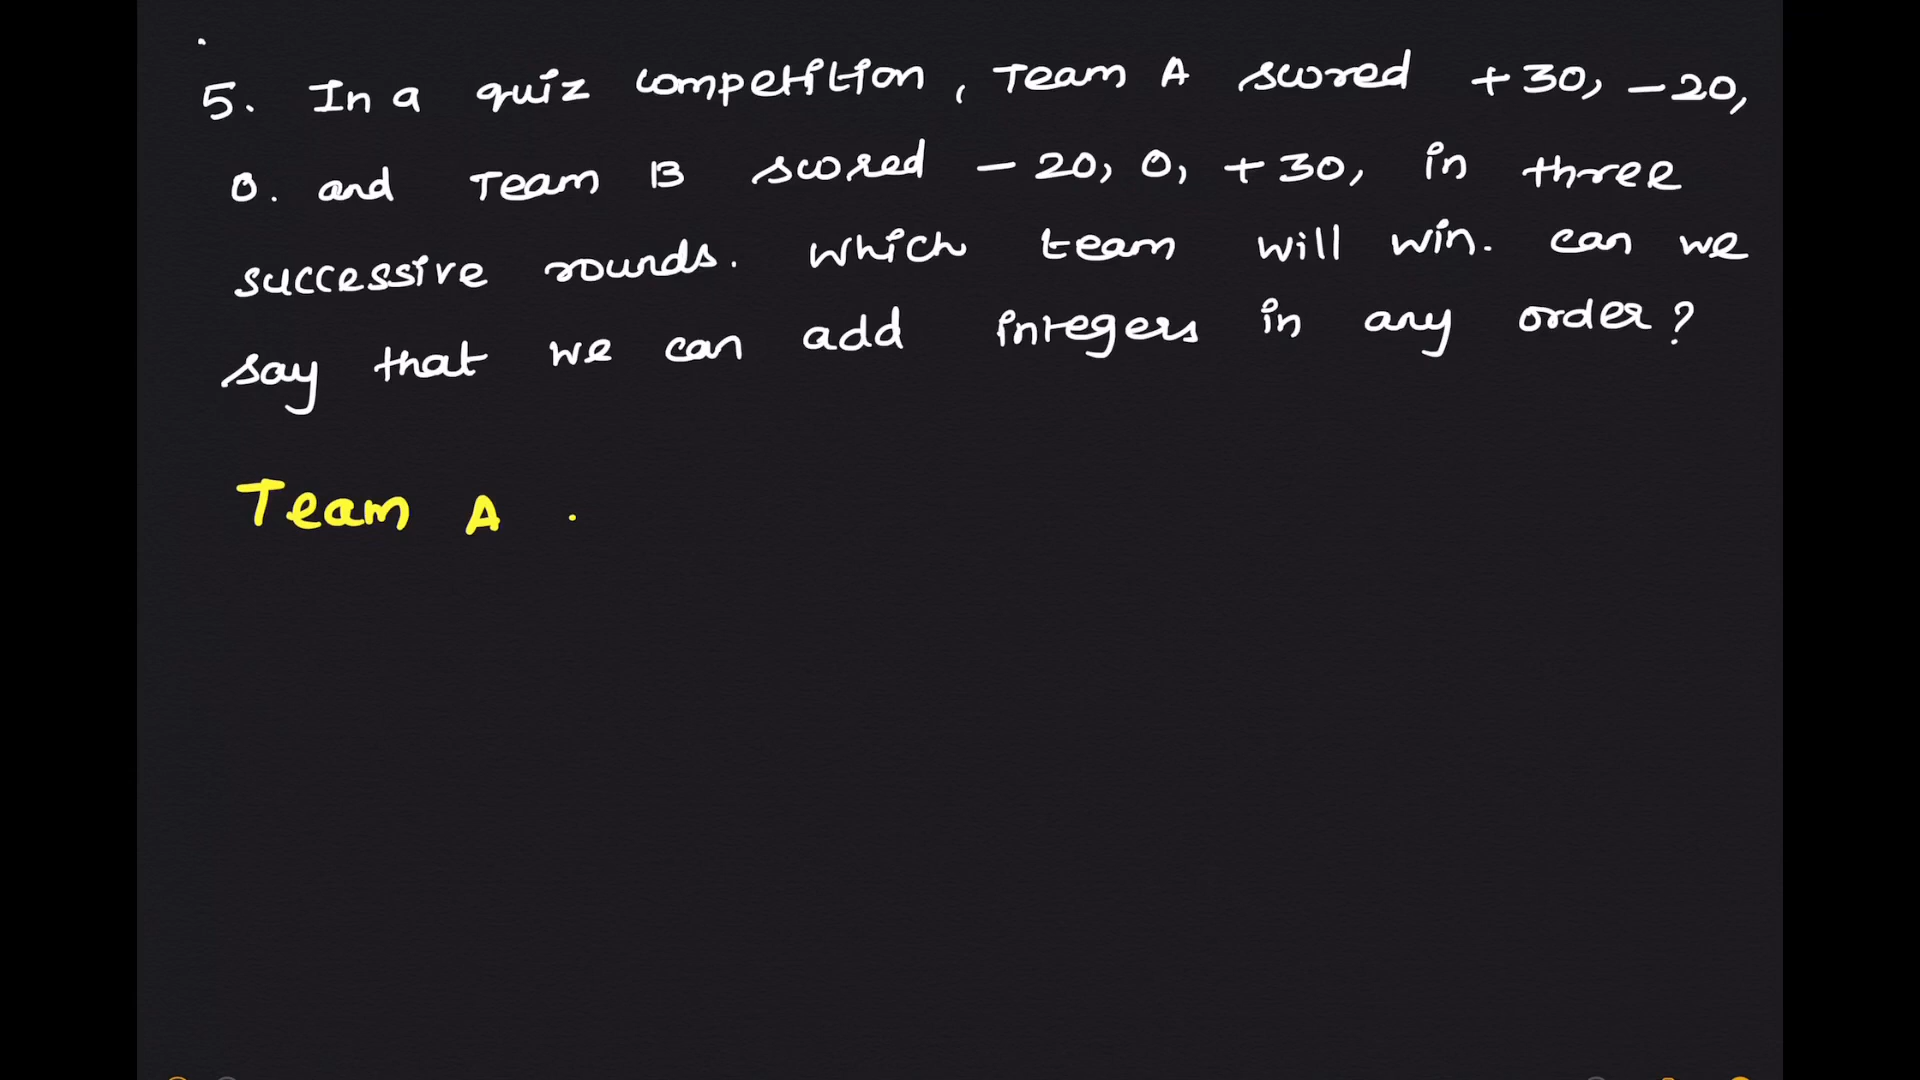 5. In a quiz competition, Team A scored +30, -20,
0. and Team B scored - 20, 0, +30, in three
successive rounds. Which team will win. can we
say that we can add integers in any order?
Team A .